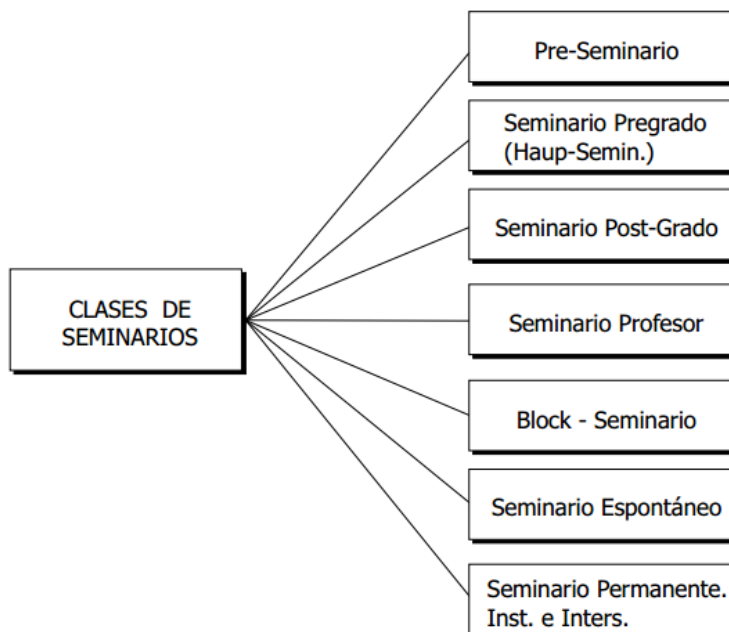 Pre-Seminario
Seminario Pregrado
(Haup-Semin.)
Seminario Post-Grado
CLASES DE
SEMINARIOS
Seminario Profesor
Block - Seminario
Seminario Espontáneo
Seminario Permanente.
Inst. e Inters.